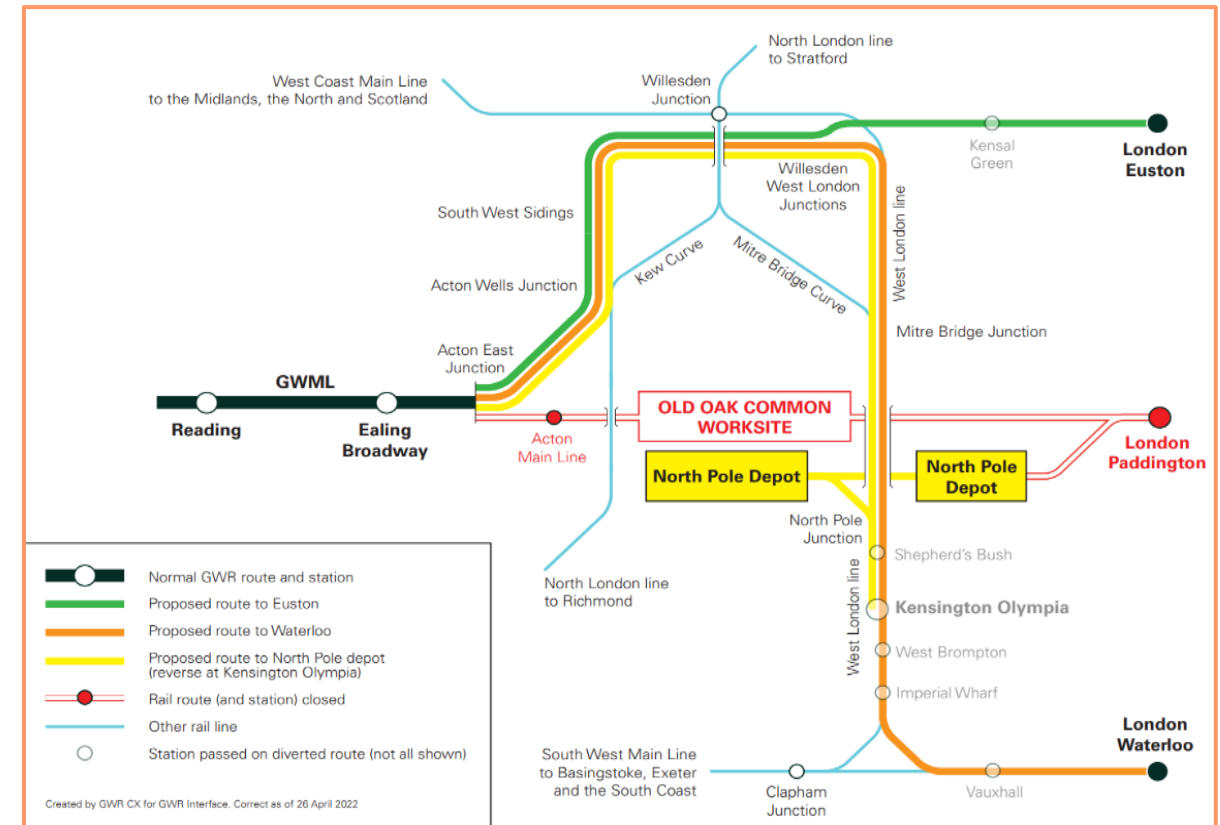 North London line
to Stratford
West Coast Main Line
to the Midlands, the North and Scotland
Willesden
Junction
Kensal
Green
London
Euston
Willesden
West London
Junctions
South West Sidings
Kew Curve
Mitre Bridge Curve
West London line
Acton Wells Junction
Mitre Bridge Junction
Acton East
Junction
GWML
Reading
Ealing
Broadway
Acton
Main Line
OLD OAK COMMON
WORKSITE
London
Paddington
North Pole Depot
North Pole
Depot
North Pole
Junction
Shepherd's Bush
North London line
to Richmond
West London line
Kensington Olympia
West Brompton
Imperial Wharf
London
Waterloo
South West Main Line
to Basingstoke, Exeter
and the South Coast
Clapham
Junction
Vauxhall
Normal GWR route and station
Proposed route to Euston
Proposed route to Waterloo
Proposed route to North Pole depot
(reverse at Kensington Olympia)
Rail route (and station) closed
Other rail line
Station passed on diverted route (not all shown)
Created by GWR CX for GWR Interface. Correct as of 26 April 2022